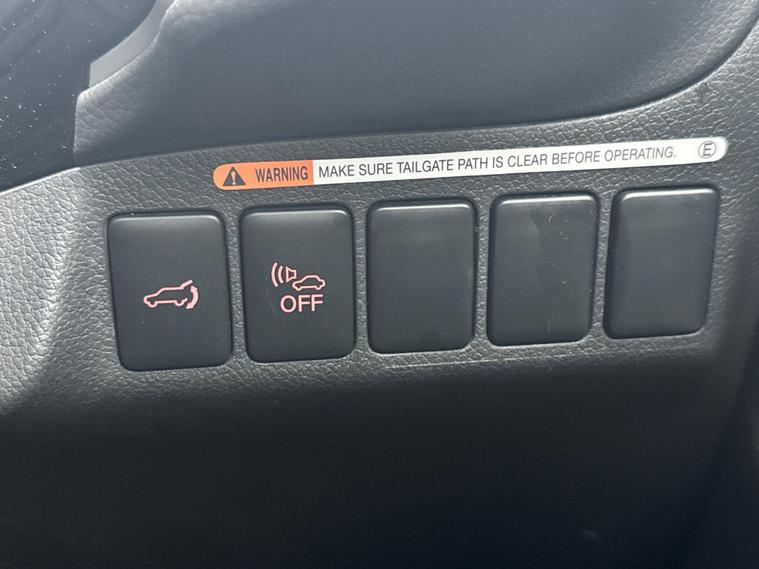 WARNING MAKE SURE TAILGATE PATH IS CLEAR BEFORE OPERATING. E
OFF